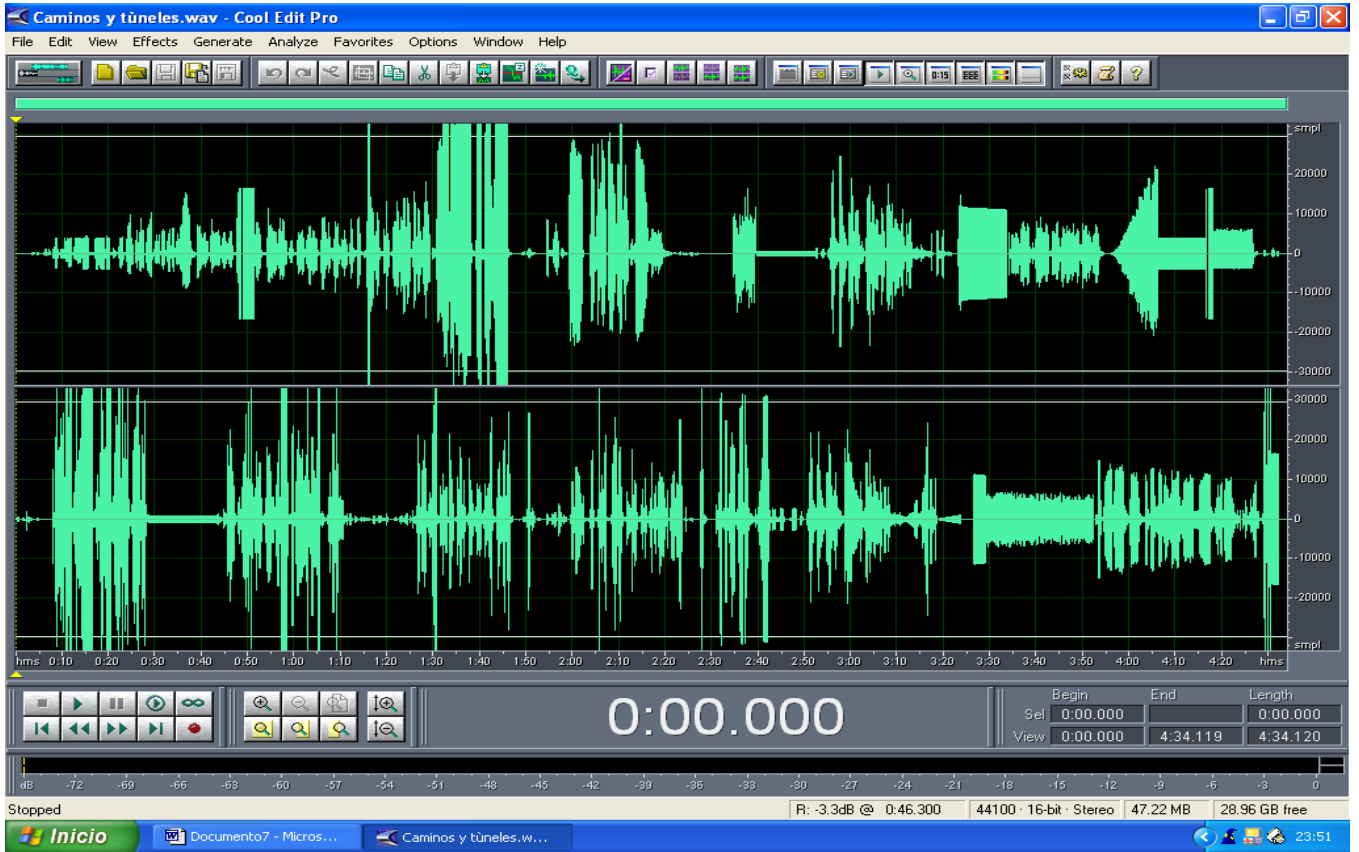 Caminos y tùneles.wav - Cool Edit Pro
File Edit View Effects Generate Analyze Favorites Options Window Help
0:15
smpl
20000
10000
0
-10000
-20000
-30000
30000
20000
10000
0
-10000
-20000
smpl
hms 0:10 0:20 0:30 0:40 0:50 1:00 1:10 1:20 1:30 1:40 1:50 2:00 2:10 2:20 2:30 2:40 2:50 3:00 3:10 3:20 3:30 3:40 3:50 4:00 4:10 4:20 hms
0:00.000
Begin End Length
Sel 0:00.000 0:00.000
View 0:00.000 4:34.119 4:34.120
dB -72 -69 -66 -63 -60 -57 -54 -51 -48 -45 -42 -39 -36 -33 -30 -27 -24 -21 -18 -15 -12 -9 -6 -3 0
Stopped R: -3.3dB @ 0:46.300 44100 · 16-bit · Stereo 47.22 MB 28.96 GB free
Inicio Documento7 - Micros... Caminos y tùneles.w... 23:51